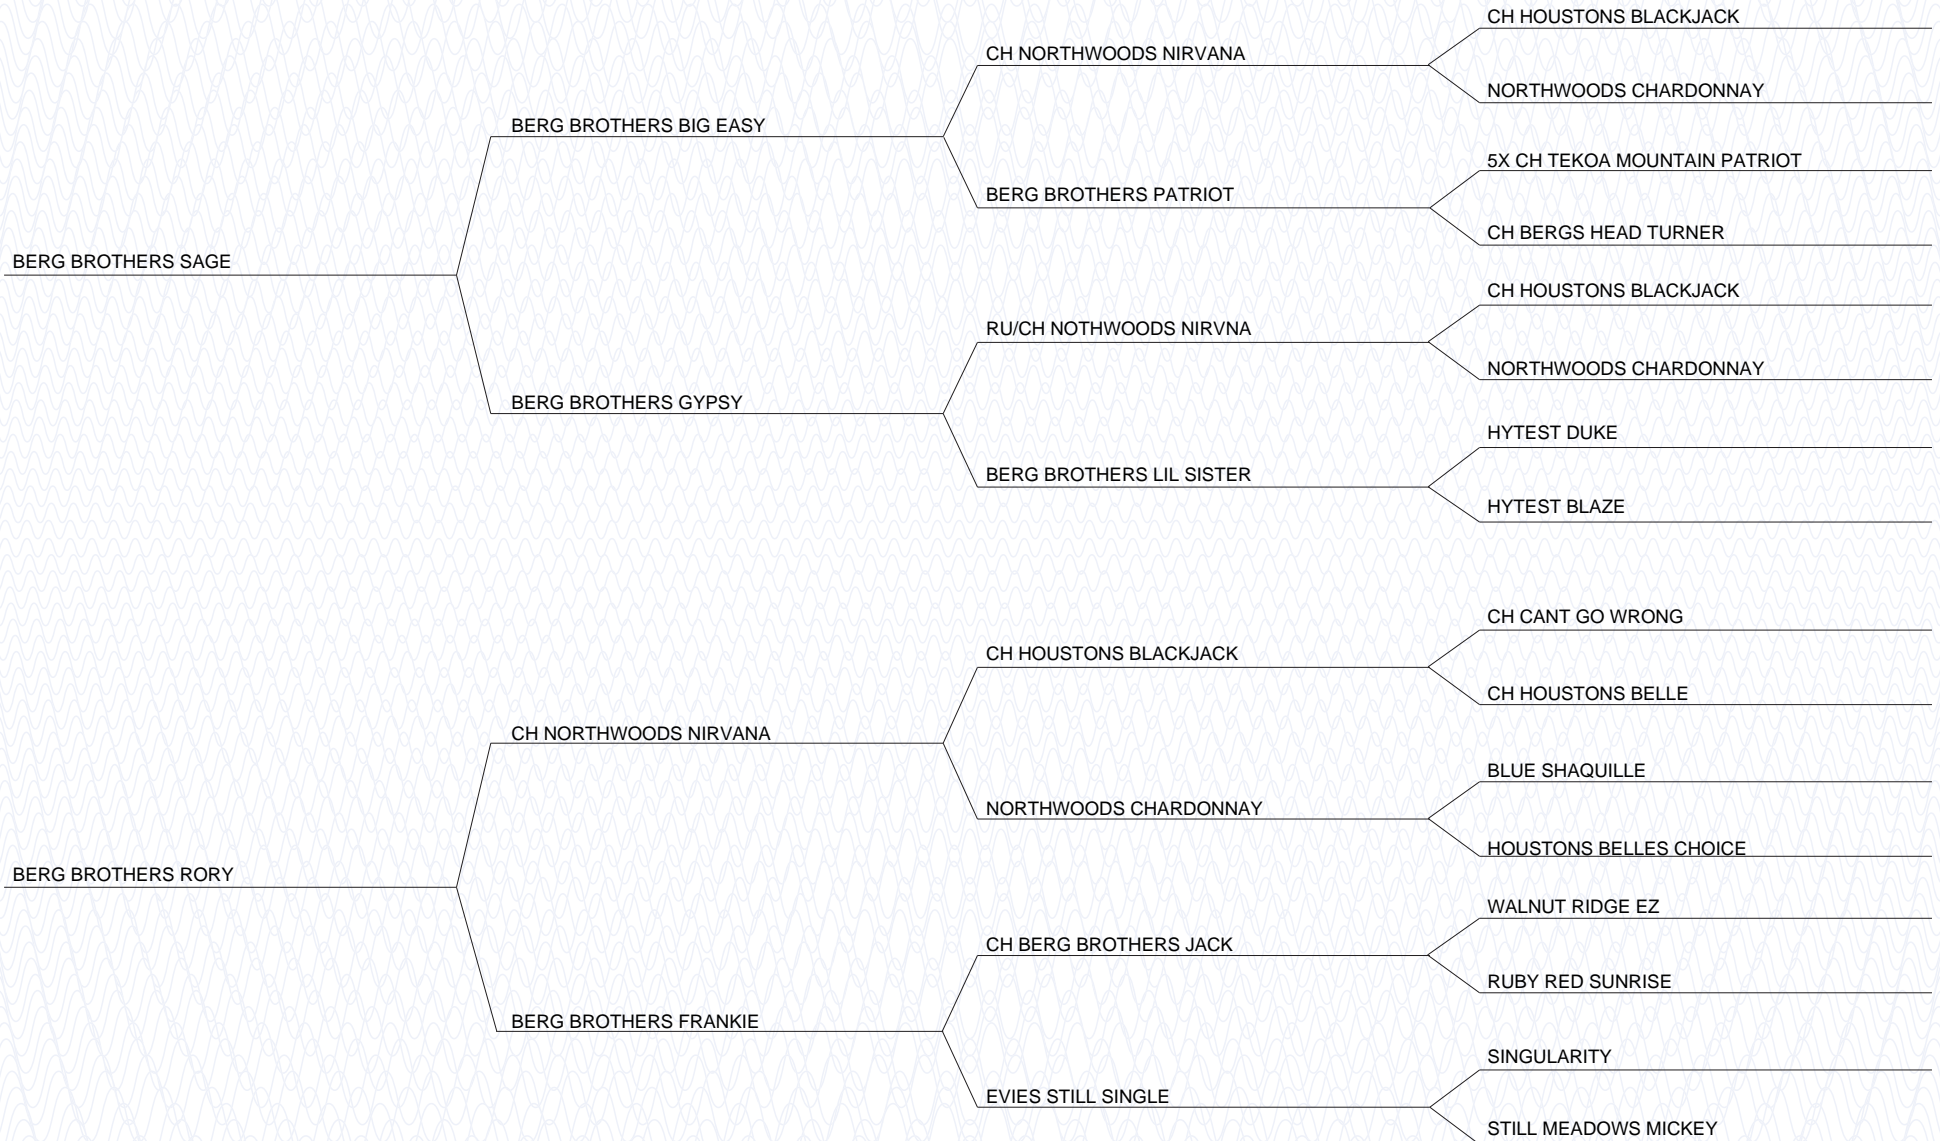 BERG BROTHERS SAGE
BERG BROTHERS BIG EASY
CH NORTHWOODS NIRVANA
CH HOUSTONS BLACKJACK
NORTHWOODS CHARDONNAY
BERG BROTHERS PATRIOT
5X CH TEKOA MOUNTAIN PATRIOT
CH BERGS HEAD TURNER
BERG BROTHERS GYPSY
RU/CH NOTHWOODS NIRVNA
CH HOUSTONS BLACKJACK
NORTHWOODS CHARDONNAY
BERG BROTHERS LIL SISTER
HYTEST DUKE
HYTEST BLAZE
BERG BROTHERS RORY
CH NORTHWOODS NIRVANA
CH HOUSTONS BLACKJACK
CH CANT GO WRONG
CH HOUSTONS BELLE
NORTHWOODS CHARDONNAY
BLUE SHAQUILLE
HOUSTONS BELLES CHOICE
BERG BROTHERS FRANKIE
CH BERG BROTHERS JACK
WALNUT RIDGE EZ
RUBY RED SUNRISE
EVIES STILL SINGLE
SINGULARITY
STILL MEADOWS MICKEY